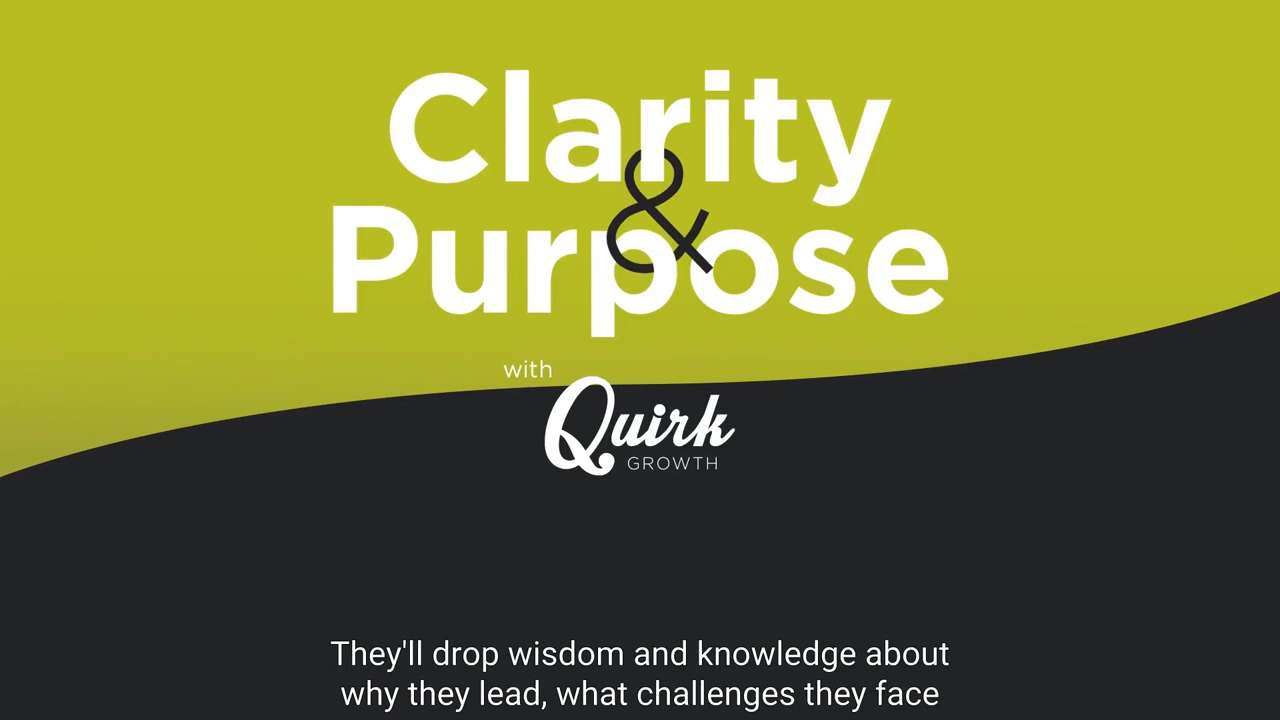 Clarity
&
Purpose
with
Quirk
GROWTH
They'll drop wisdom and knowledge about
why they lead, what challenges they face